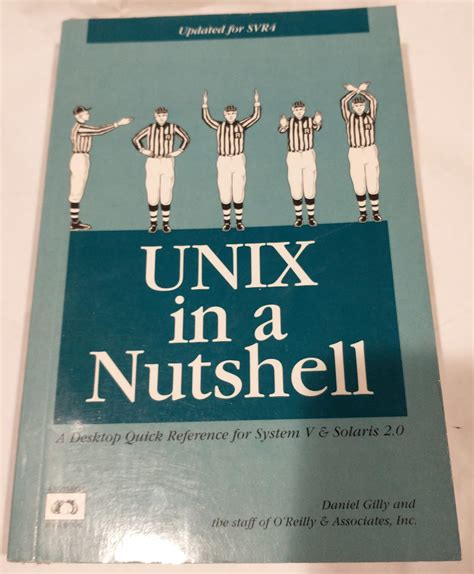 Updated for SVR4
UNIX
in a
Nutshell
A Desktop Quick Reference for System V & Solaris 2.0
Daniel Gilly and
the staff of O'Reilly & Associates, Inc.